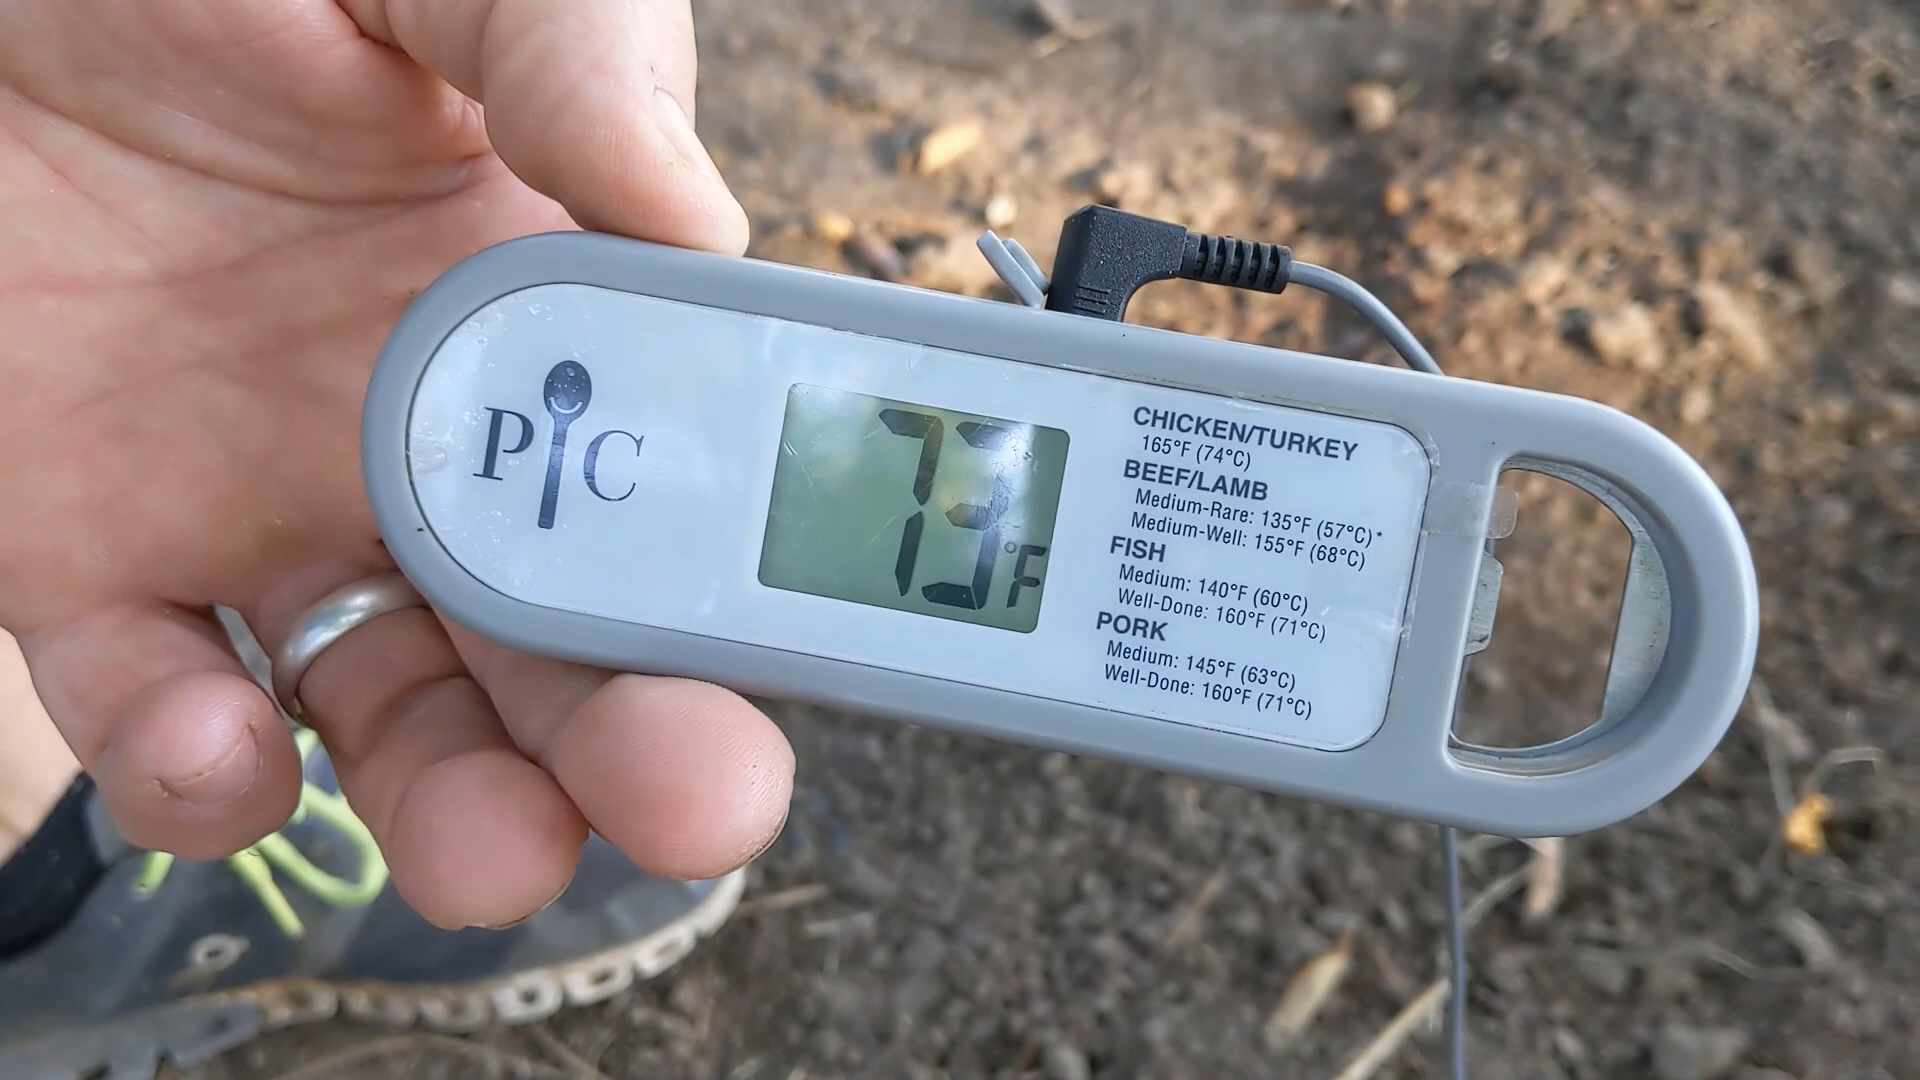 PIC
73°F
CHICKEN/TURKEY
165°F (74°C)
BEEF/LAMB
Medium-Rare: 135°F (57°C)*
Medium-Well: 155°F (68°C)
FISH
Medium: 140°F (60°C)
Well-Done: 160°F (71°C)
PORK
Medium: 145°F (63°C)
Well-Done: 160°F (71°C)